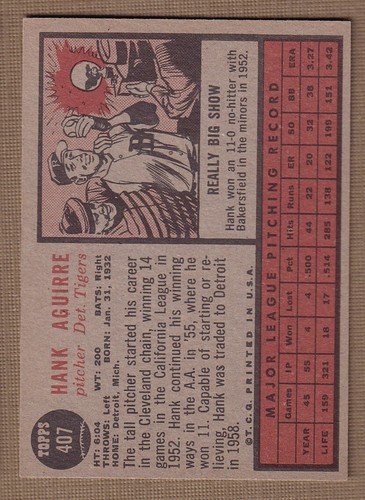 TOPPS
407
HANK AGUIRRE
pitcher Det. Tigers
HT: 6:04 WT: 200 BATS: Right
THROWS: Left BORN: Jan. 31, 1932
HOME: Detroit, Mich.
The tall pitcher started his career
in the Cleveland chain, winning 14
games in the California League in
1952. Hank continued his winning
ways in the A.A. in '55, where he
won 11. Capable of starting or re-
lieving, Hank was traded to Detroit
in 1958.
©T.C.G. PRINTED IN U.S.A.
REALLY BIG SHOW
Hank won an 11-0 no-hitter with
Bakersfield in the minors in 1952.
MAJOR LEAGUE PITCHING RECORD
Games IP Won Lost Pct Hits Runs ER SO BB ERA
YEAR 45 55 4 4 .500 44 22 20 32 38 3.27
LIFE 159 321 18 17 .514 285 138 122 199 151 3.42